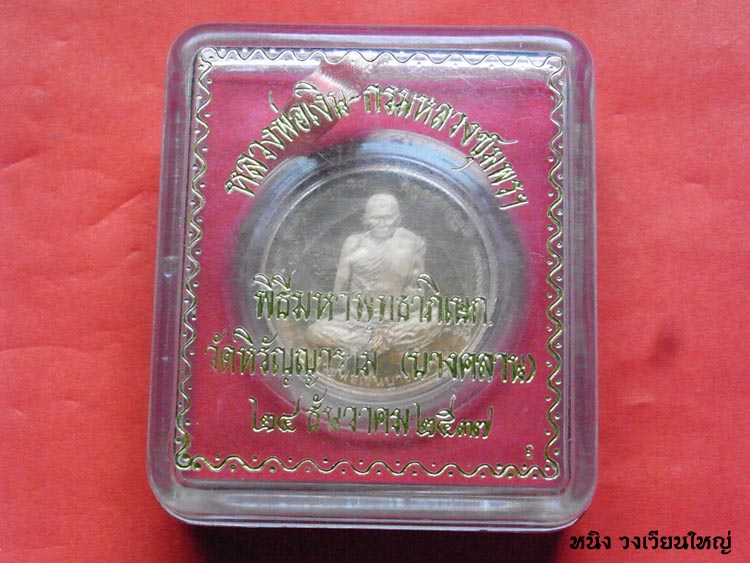 หลวงพ่อเงิน-กรมหลวงชุมพรฯ
พิธีมหาพุทธาภิเษก
วัดหิรัญญาราม (บางคลาน)
๒๔ ธันวาคม ๒๕๓๗
หนิง วงเวียนใหญ่